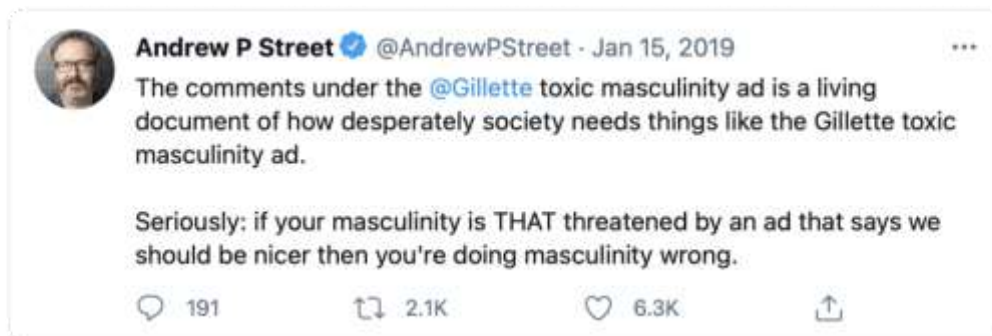 Andrew P Street @AndrewPStreet · Jan 15, 2019
The comments under the @Gillette toxic masculinity ad is a living
document of how desperately society needs things like the Gillette toxic
masculinity ad.
Seriously: if your masculinity is THAT threatened by an ad that says we
should be nicer then you're doing masculinity wrong.
191 2.1K 6.3K